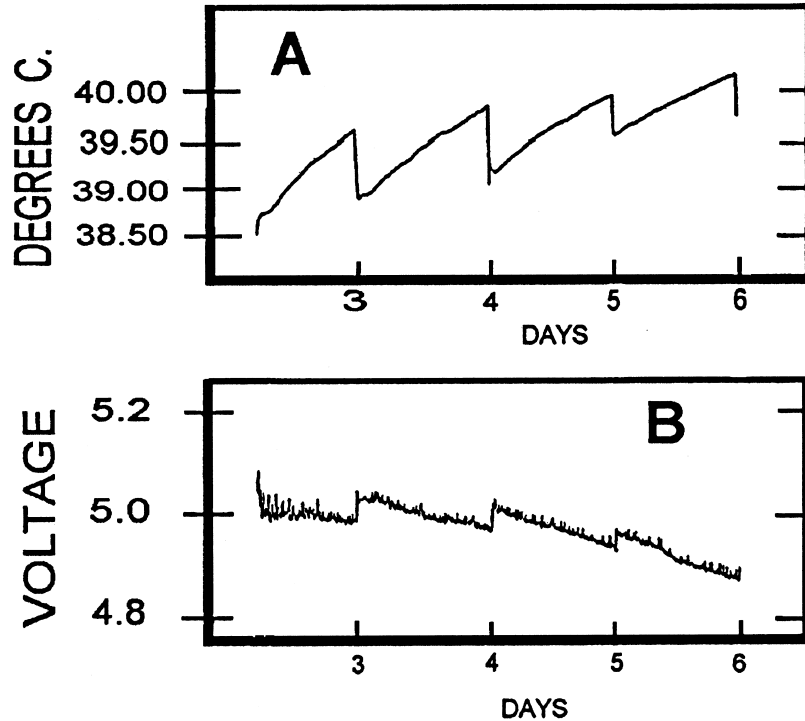 A
DEGREES C.
40.00
39.50
39.00
38.50
3 4 5 6
DAYS
B
VOLTAGE
5.2
5.0
4.8
3 4 5 6
DAYS